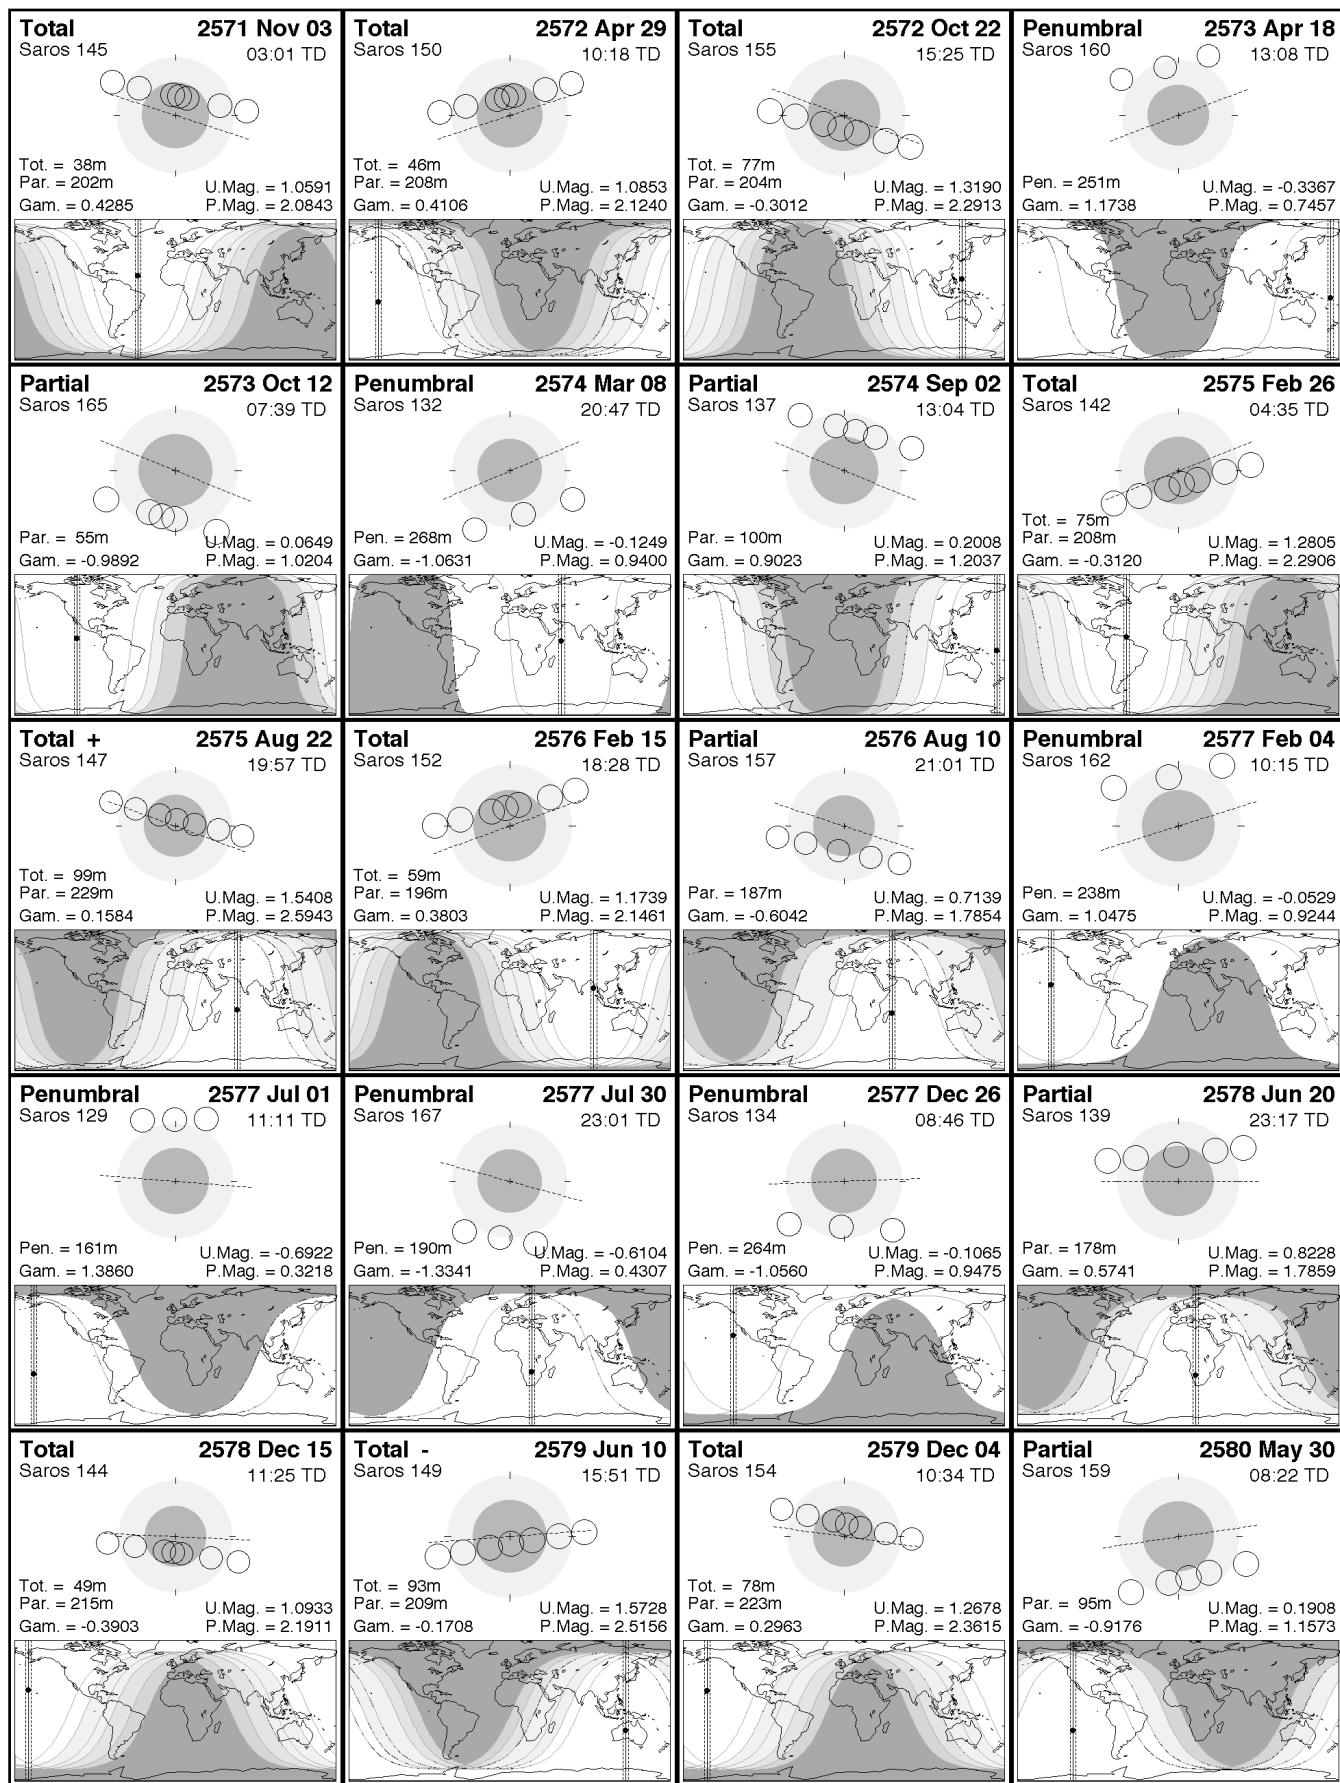 Total 2571 Nov 03
Saros 145 03:01 TD
Tot. = 38m
Par. = 202m U.Mag. = 1.0591
Gam. = 0.4285 P.Mag. = 2.0843
Total 2572 Apr 29
Saros 150 10:18 TD
Tot. = 46m
Par. = 208m U.Mag. = 1.0853
Gam. = 0.4106 P.Mag. = 2.1240
Total 2572 Oct 22
Saros 155 15:25 TD
Tot. = 77m
Par. = 204m U.Mag. = 1.3190
Gam. = -0.3012 P.Mag. = 2.2913
Penumbral 2573 Apr 18
Saros 160 13:08 TD
Pen. = 251m U.Mag. = -0.3367
Gam. = 1.1738 P.Mag. = 0.7457
Partial 2573 Oct 12
Saros 165 07:39 TD
Par. = 55m U.Mag. = 0.0649
Gam. = -0.9892 P.Mag. = 1.0204
Penumbral 2574 Mar 08
Saros 132 20:47 TD
Pen. = 268m U.Mag. = -0.1249
Gam. = -1.0631 P.Mag. = 0.9400
Partial 2574 Sep 02
Saros 137 13:04 TD
Par. = 100m U.Mag. = 0.2008
Gam. = 0.9023 P.Mag. = 1.2037
Total 2575 Feb 26
Saros 142 04:35 TD
Tot. = 75m
Par. = 208m U.Mag. = 1.2805
Gam. = -0.3120 P.Mag. = 2.2906
Total + 2575 Aug 22
Saros 147 19:57 TD
Tot. = 99m
Par. = 229m U.Mag. = 1.5408
Gam. = 0.1584 P.Mag. = 2.5943
Total 2576 Feb 15
Saros 152 18:28 TD
Tot. = 59m
Par. = 196m U.Mag. = 1.1739
Gam. = 0.3803 P.Mag. = 2.1461
Partial 2576 Aug 10
Saros 157 21:01 TD
Par. = 187m U.Mag. = 0.7139
Gam. = -0.6042 P.Mag. = 1.7854
Penumbral 2577 Feb 04
Saros 162 10:15 TD
Pen. = 238m U.Mag. = -0.0529
Gam. = 1.0475 P.Mag. = 0.9244
Penumbral 2577 Jul 01
Saros 129 11:11 TD
Pen. = 161m U.Mag. = -0.6922
Gam. = 1.3860 P.Mag. = 0.3218
Penumbral 2577 Jul 30
Saros 167 23:01 TD
Pen. = 190m U.Mag. = -0.6104
Gam. = -1.3341 P.Mag. = 0.4307
Penumbral 2577 Dec 26
Saros 134 08:46 TD
Pen. = 264m U.Mag. = -0.1065
Gam. = -1.0560 P.Mag. = 0.9475
Partial 2578 Jun 20
Saros 139 23:17 TD
Par. = 178m U.Mag. = 0.8228
Gam. = 0.5741 P.Mag. = 1.7859
Total 2578 Dec 15
Saros 144 11:25 TD
Tot. = 49m
Par. = 215m U.Mag. = 1.0933
Gam. = -0.3903 P.Mag. = 2.1911
Total - 2579 Jun 10
Saros 149 15:51 TD
Tot. = 93m
Par. = 209m U.Mag. = 1.5728
Gam. = -0.1708 P.Mag. = 2.5156
Total 2579 Dec 04
Saros 154 10:34 TD
Tot. = 78m
Par. = 223m U.Mag. = 1.2678
Gam. = 0.2963 P.Mag. = 2.3615
Partial 2580 May 30
Saros 159 08:22 TD
Par. = 95m U.Mag. = 0.1908
Gam. = -0.9176 P.Mag. = 1.1573